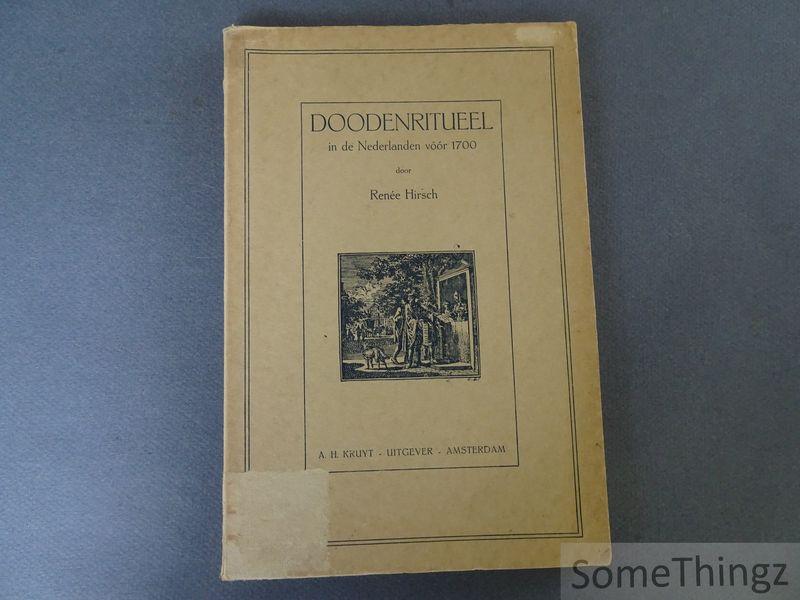 DOODENRITUEEL
in de Nederlanden vóór 1700
door
Renée Hirsch
A. H. KRUYT - UITGEVER - AMSTERDAM
SomeThingz